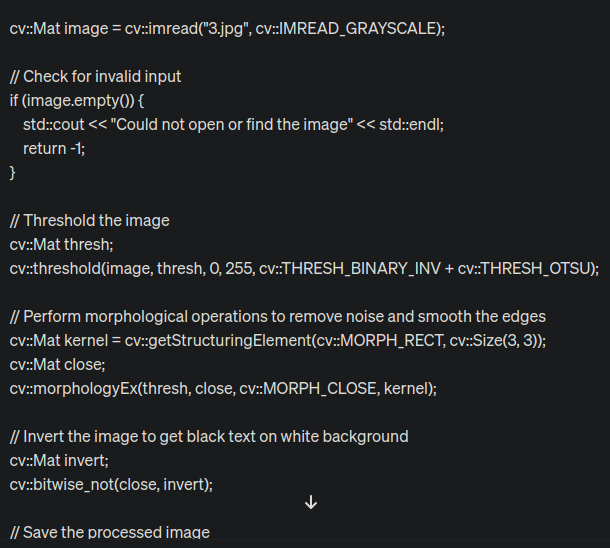 cv::Mat image = cv::imread("3.jpg", cv::IMREAD_GRAYSCALE);
// Check for invalid input
if (image.empty()) {
std::cout << "Could not open or find the image" << std::endl;
return -1;
}
// Threshold the image
cv::Mat thresh;
cv::threshold(image, thresh, 0, 255, cv::THRESH_BINARY_INV + cv::THRESH_OTSU);
// Perform morphological operations to remove noise and smooth the edges
cv::Mat kernel = cv::getStructuringElement(cv::MORPH_RECT, cv::Size(3, 3));
cv::Mat close;
cv::morphologyEx(thresh, close, cv::MORPH_CLOSE, kernel);
// Invert the image to get black text on white background
cv::Mat invert;
cv::bitwise_not(close, invert);
// Save the processed image